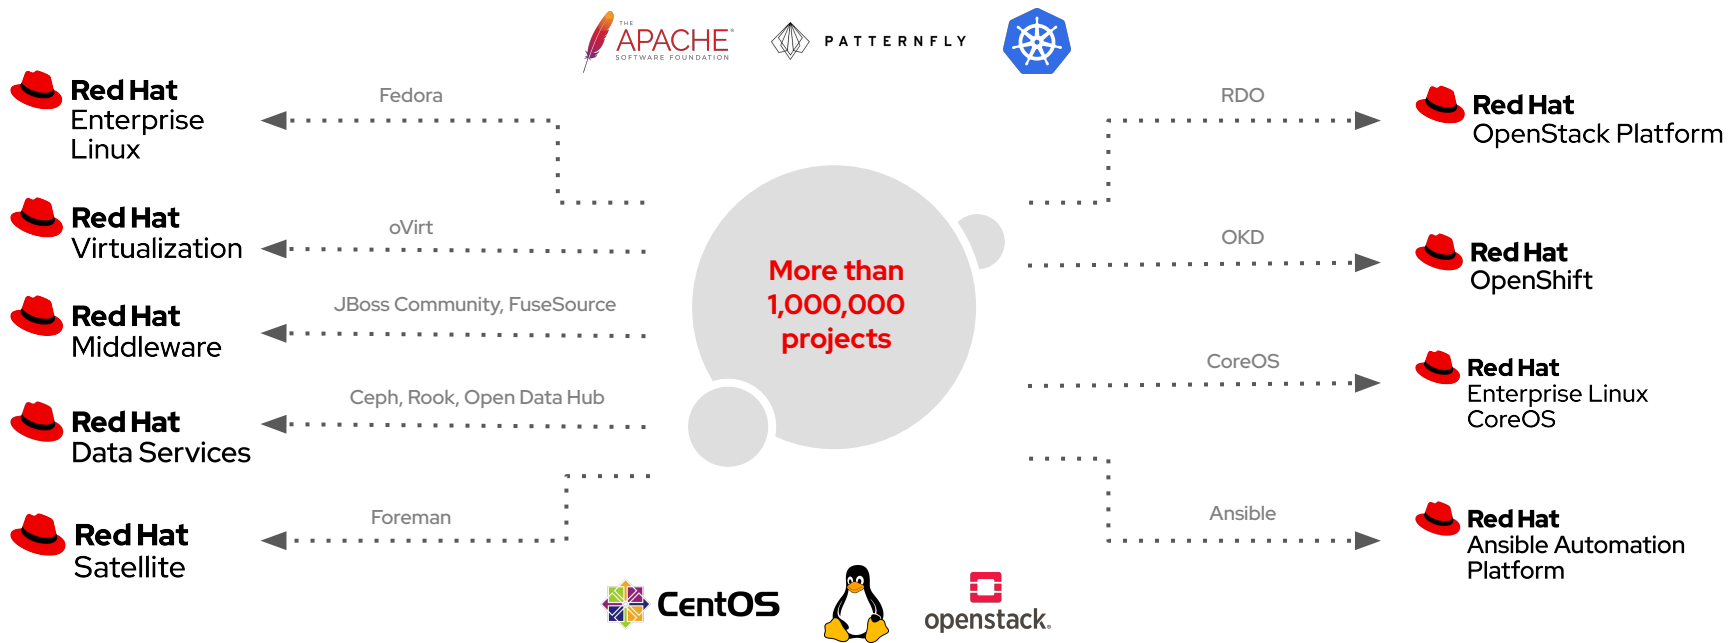 THE
APACHE®
SOFTWARE FOUNDATION
PATTERNFLY
Red Hat
Enterprise
Linux
Fedora
RDO
Red Hat
OpenStack Platform
Red Hat
Virtualization
oVirt
OKD
Red Hat
OpenShift
More than
1,000,000
projects
Red Hat
Middleware
JBoss Community, FuseSource
CoreOS
Red Hat
Enterprise Linux
CoreOS
Red Hat
Data Services
Ceph, Rook, Open Data Hub
Red Hat
Satellite
Foreman
Ansible
Red Hat
Ansible Automation
Platform
CentOS
openstack®